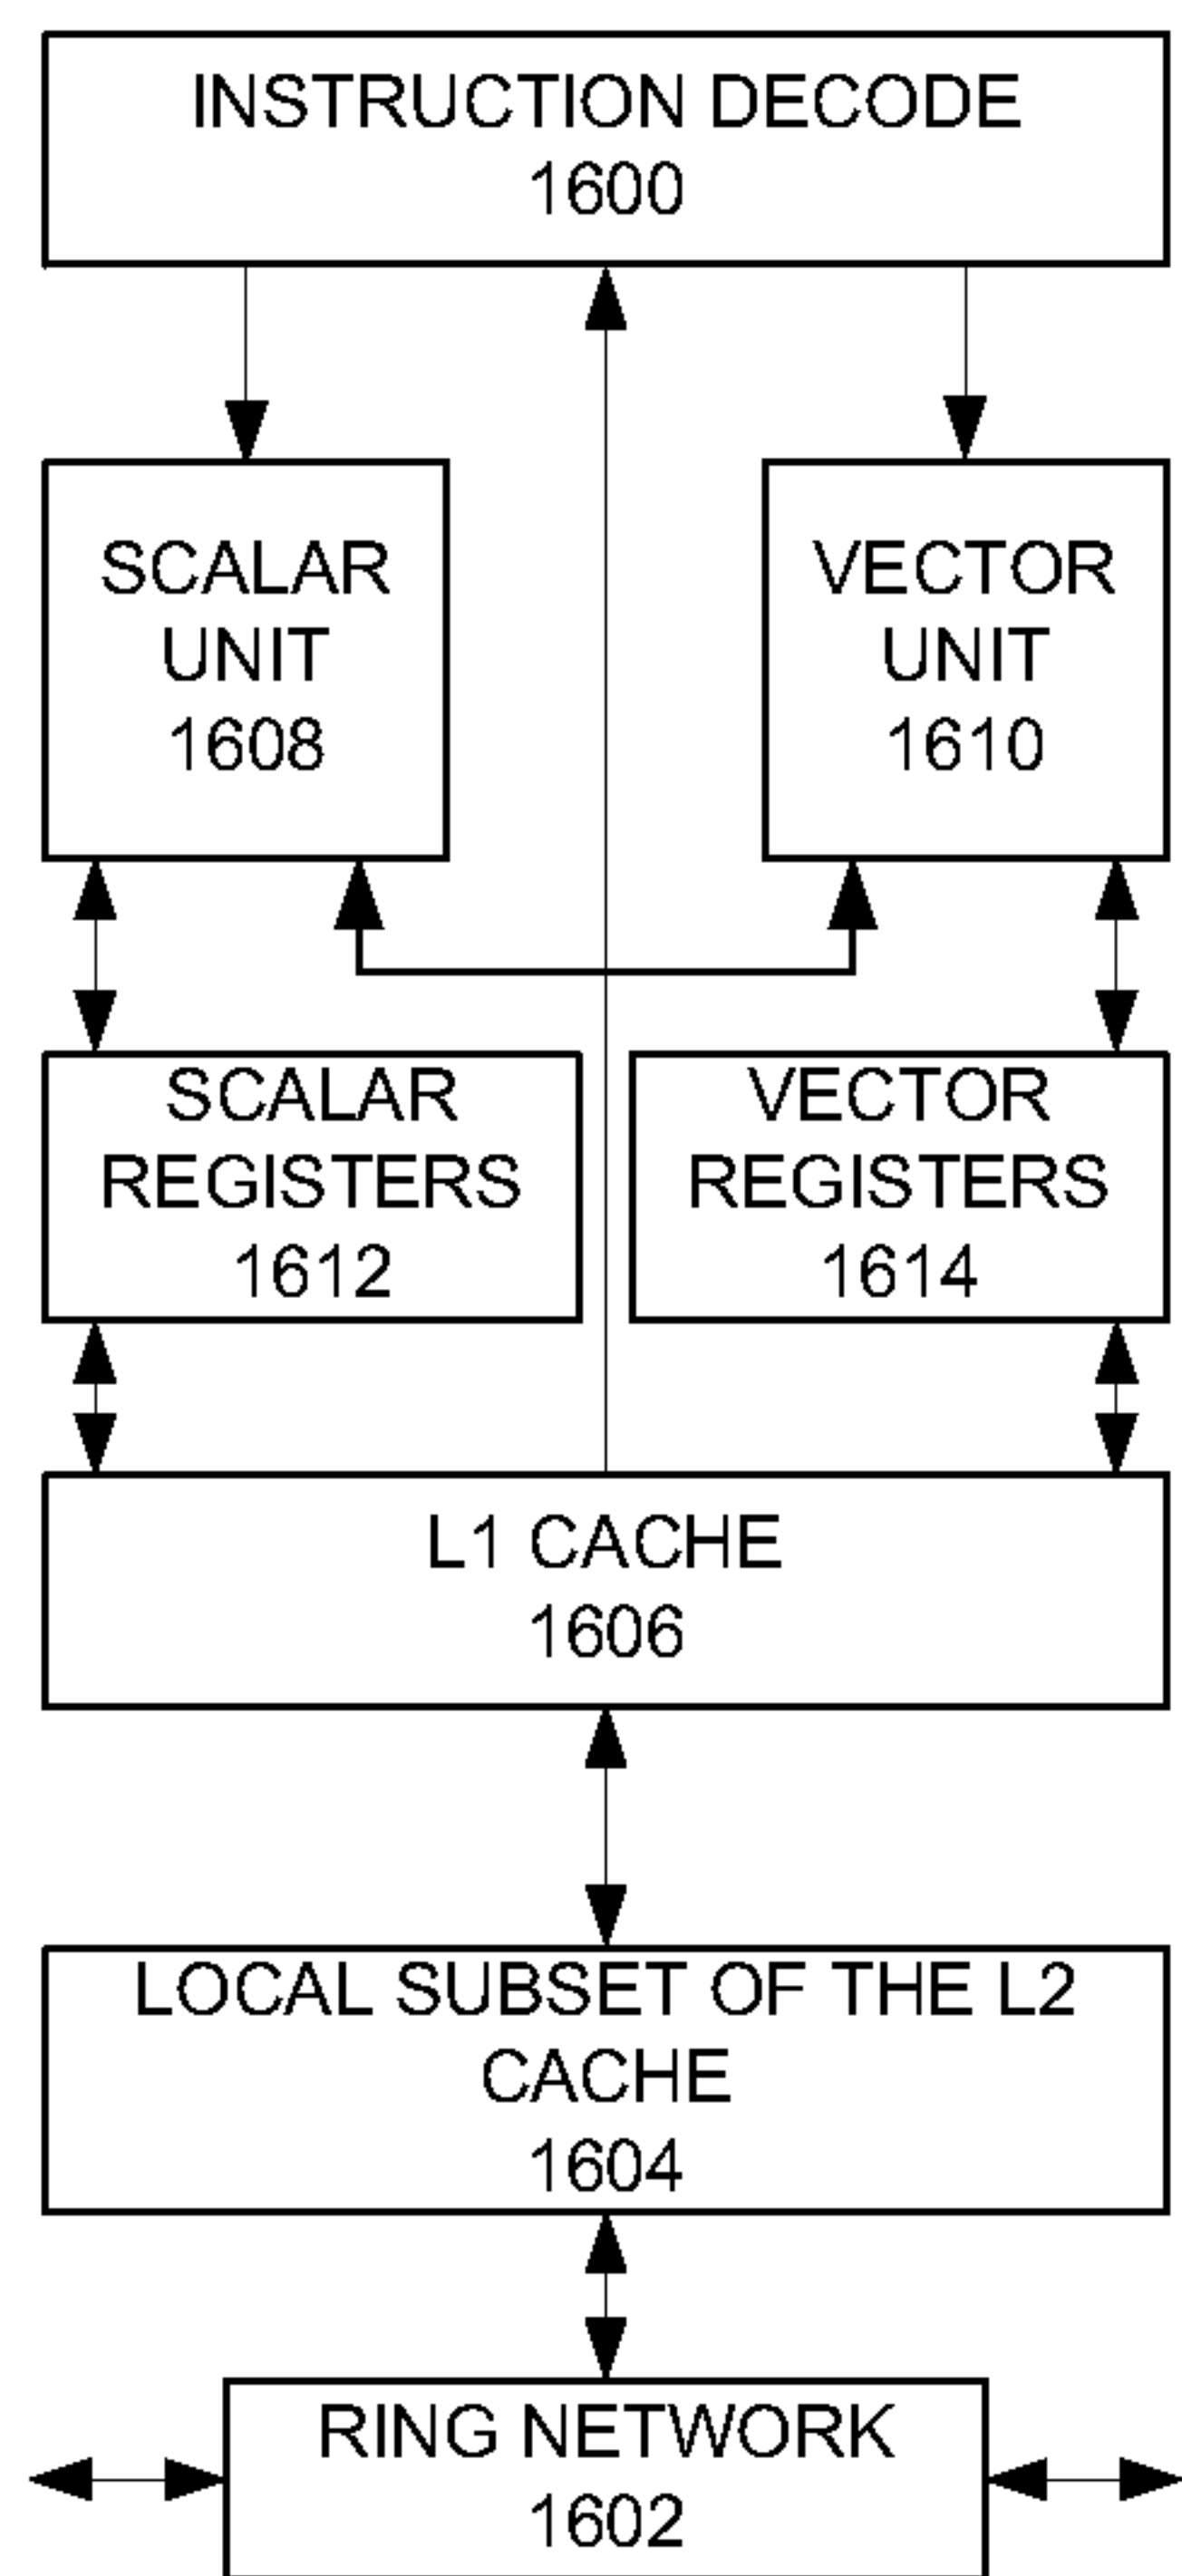 INSTRUCTION DECODE
1600
SCALAR
UNIT
1608
VECTOR
UNIT
1610
SCALAR
REGISTERS
1612
VECTOR
REGISTERS
1614
L1 CACHE
1606
LOCAL SUBSET OF THE L2
CACHE
1604
RING NETWORK
1602